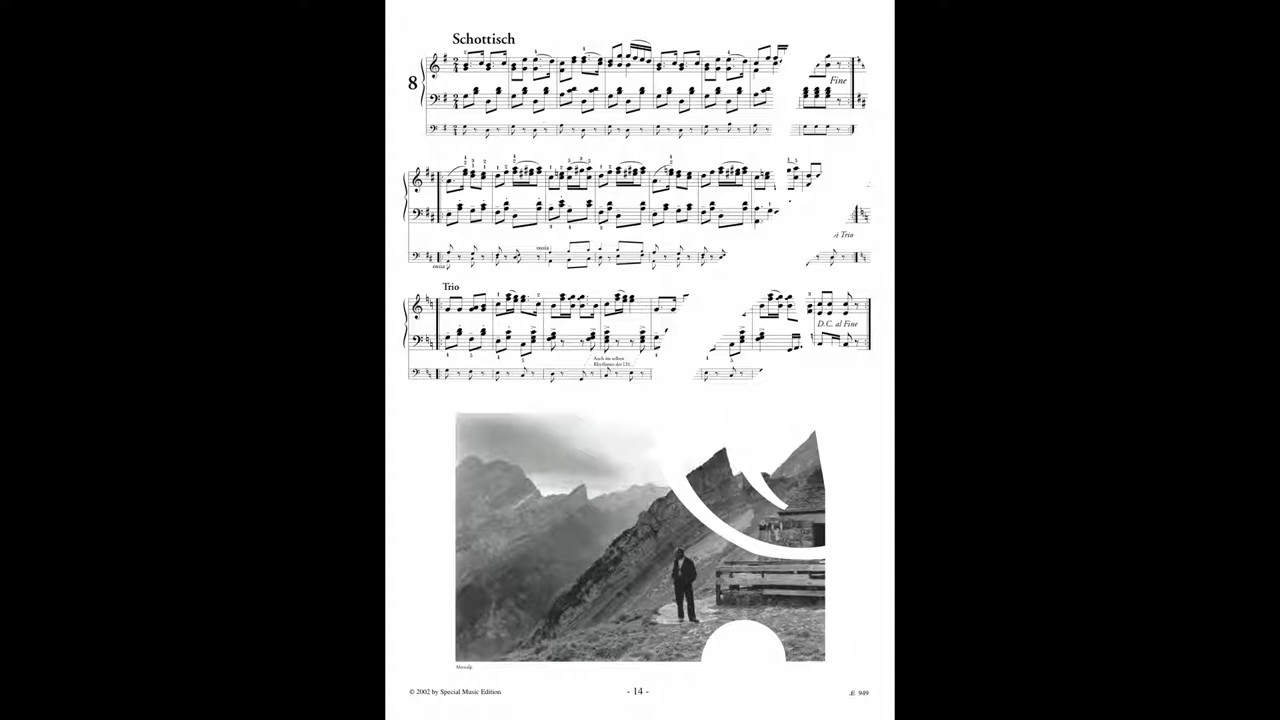 Schottisch
8
Fine
ossia
si Trio
ossia
Trio
D.C. al Fine
Auch im selben
Rhythmus der l.H....
© 2002 by Special Music Edition
- 14 -
Æ 949